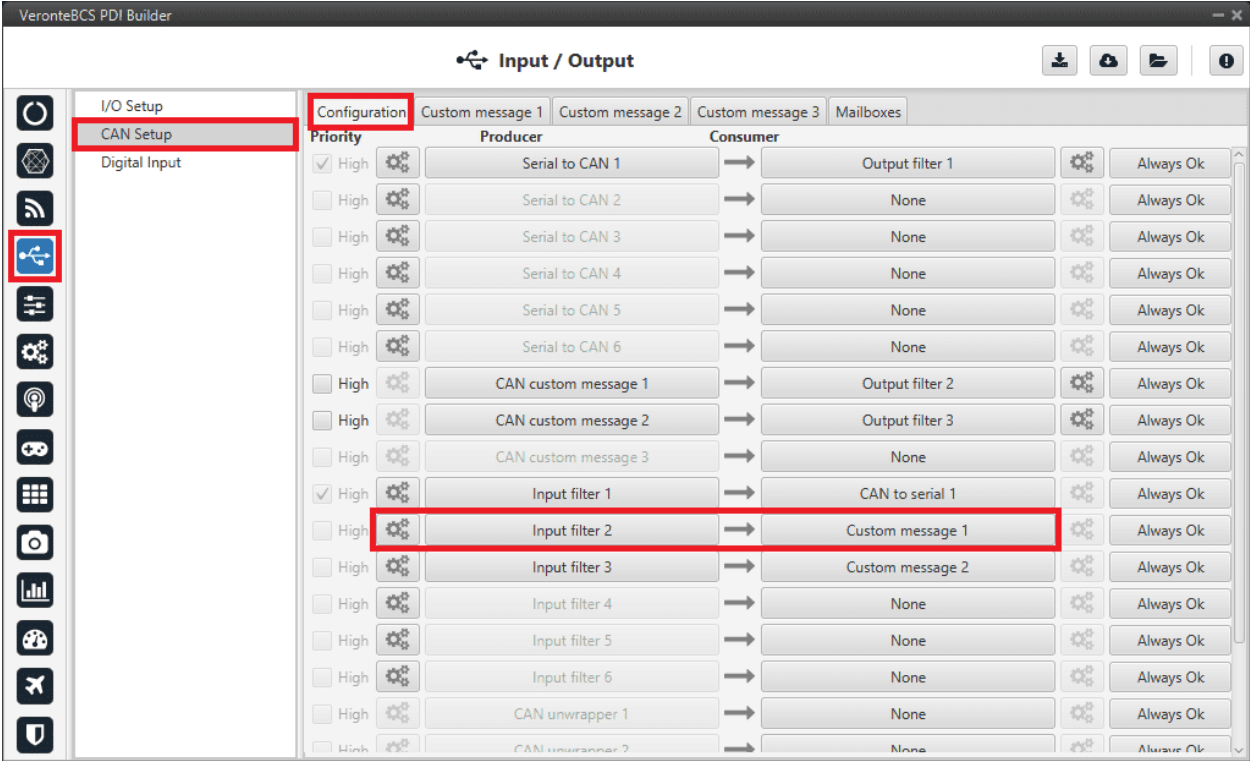 VeronteBCS PDI Builder
Input / Output
I/O Setup
CAN Setup
Digital Input
Configuration Custom message 1 Custom message 2 Custom message 3 Mailboxes
Priority Producer Consumer
High Serial to CAN 1 Output filter 1 Always Ok
High Serial to CAN 2 None Always Ok
High Serial to CAN 3 None Always Ok
High Serial to CAN 4 None Always Ok
High Serial to CAN 5 None Always Ok
High Serial to CAN 6 None Always Ok
High CAN custom message 1 Output filter 2 Always Ok
High CAN custom message 2 Output filter 3 Always Ok
High CAN custom message 3 None Always Ok
High Input filter 1 CAN to serial 1 Always Ok
High Input filter 2 Custom message 1 Always Ok
High Input filter 3 Custom message 2 Always Ok
High Input filter 4 None Always Ok
High Input filter 5 None Always Ok
High Input filter 6 None Always Ok
High CAN unwrapper 1 None Always Ok
High CAN unwrapper 2 None Always Ok